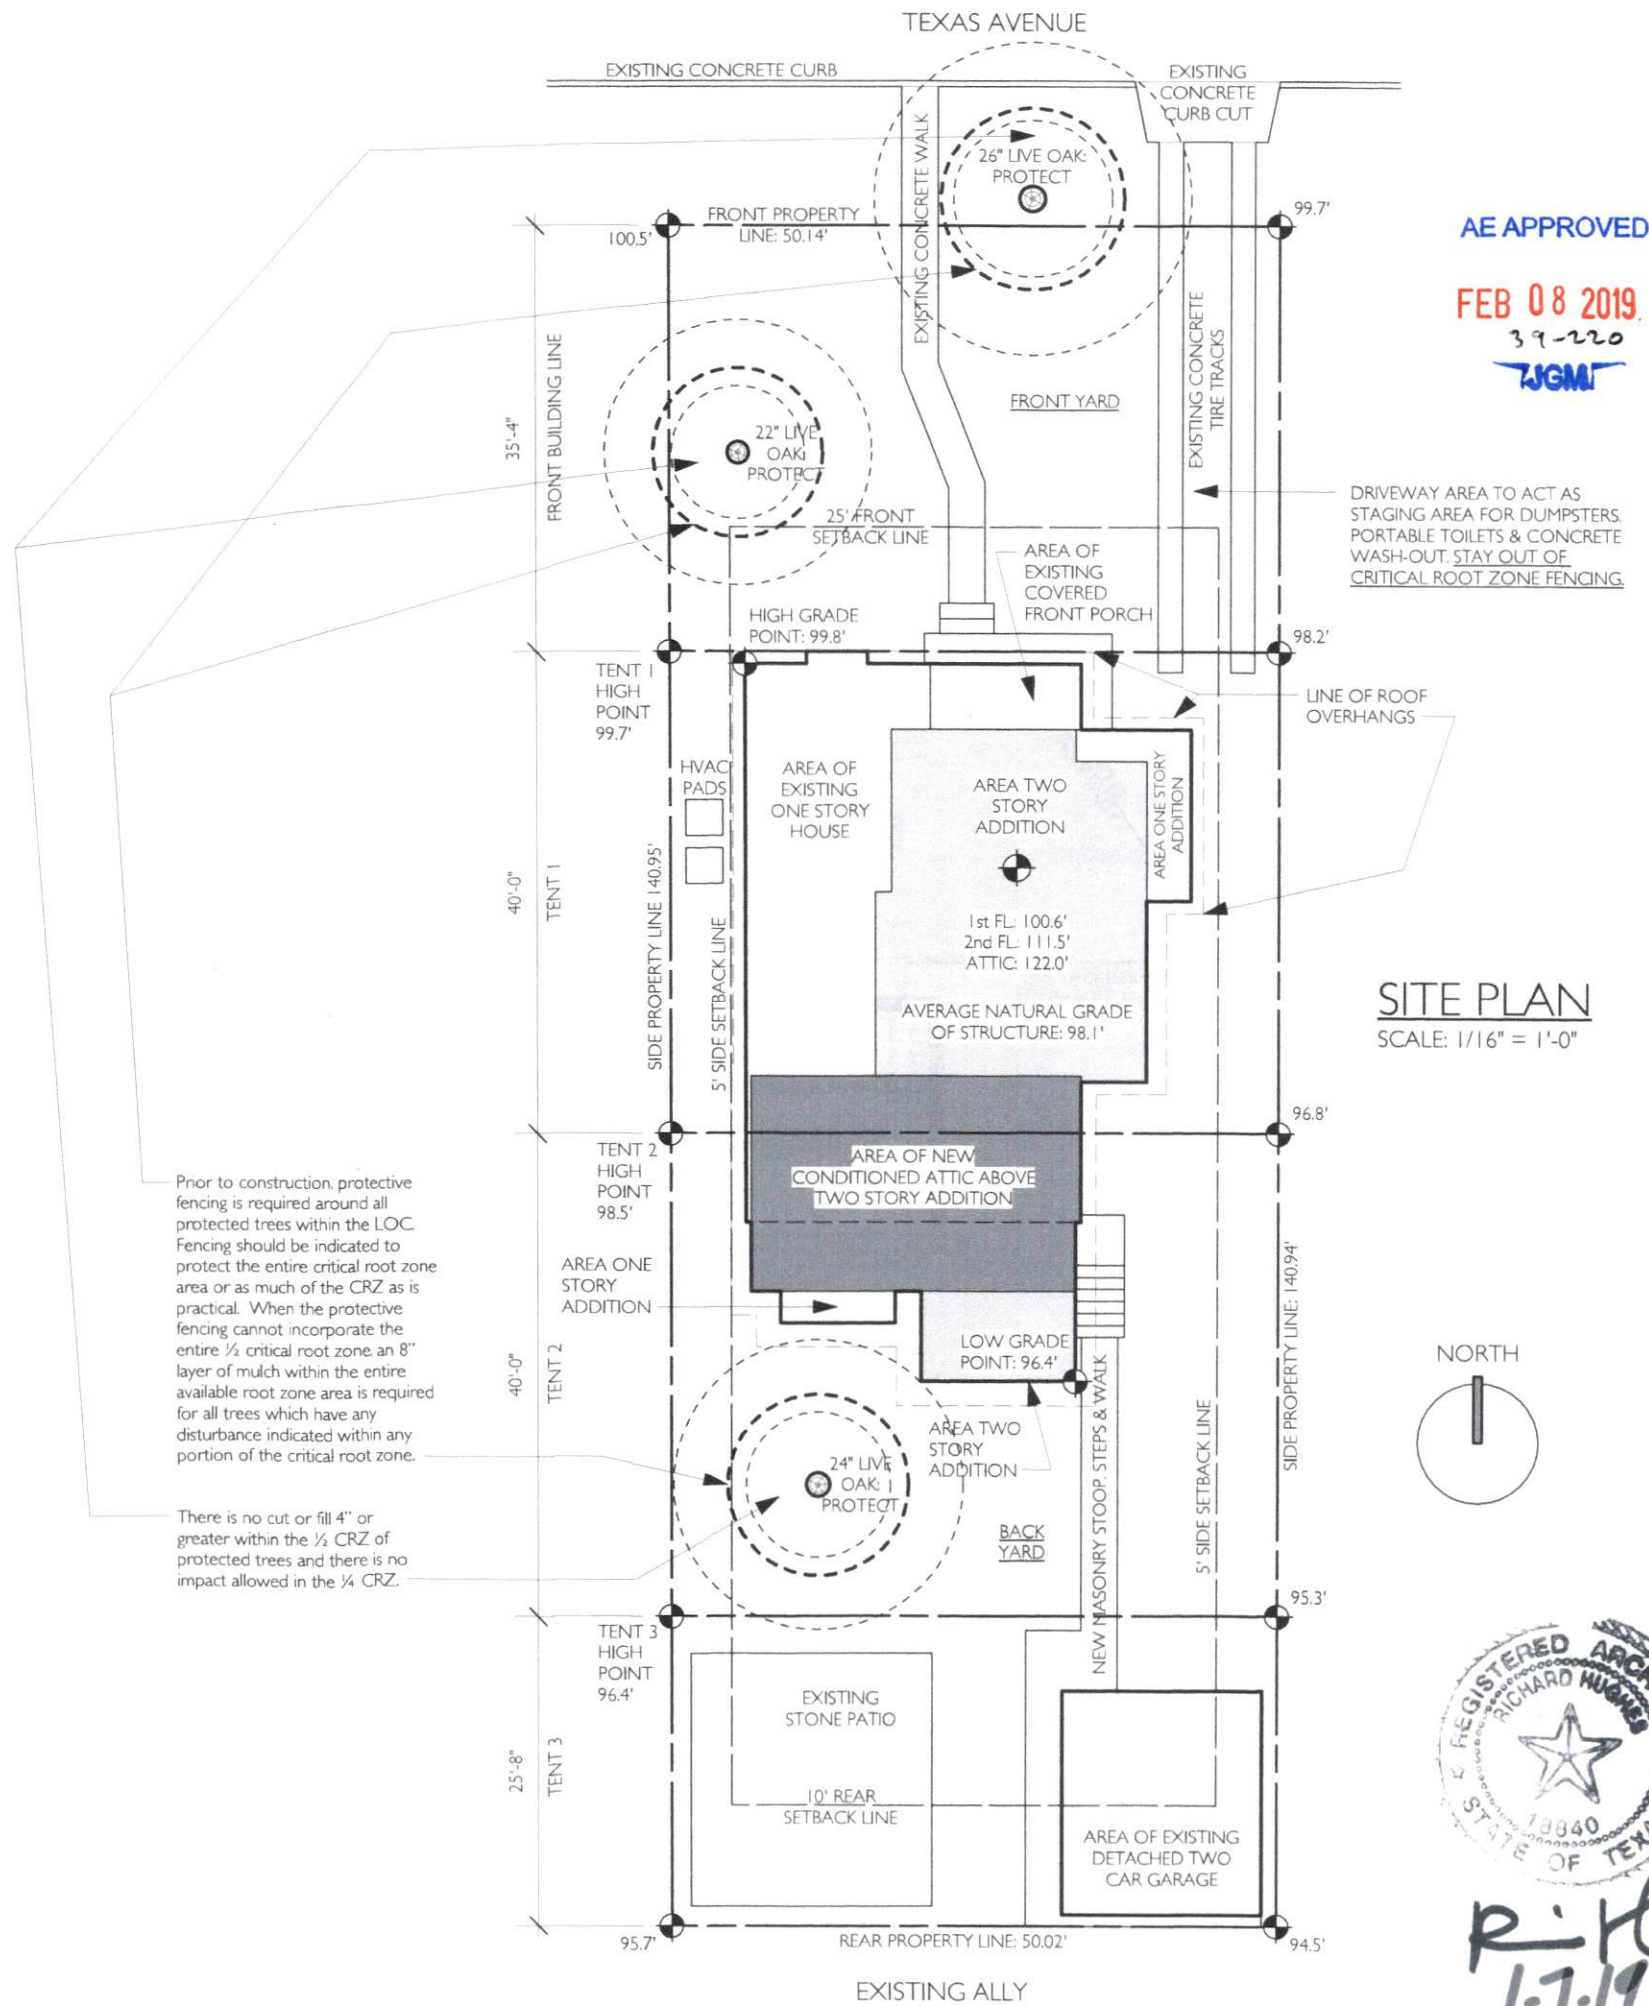 TEXAS AVENUE
EXISTING CONCRETE CURB
EXISTING
CONCRETE
CURB CUT
EXISTING CONCRETE WALK
26" LIVE OAK:
PROTECT
FRONT PROPERTY
LINE: 50.14'
100.5'
99.7'
AE APPROVED
FEB 08 2019
39-220
JGM
35'-4"
FRONT BUILDING LINE
EXISTING CONCRETE
TIRE TRACKS
FRONT YARD
22" LIVE
OAK:
PROTECT
25' FRONT
SETBACK LINE
DRIVEWAY AREA TO ACT AS
STAGING AREA FOR DUMPSTERS,
PORTABLE TOILETS & CONCRETE
WASH-OUT. STAY OUT OF
CRITICAL ROOT ZONE FENCING.
AREA OF
EXISTING
COVERED
FRONT PORCH
HIGH GRADE
POINT: 99.8'
98.2'
TENT 1
HIGH
POINT
99.7'
LINE OF ROOF
OVERHANGS
HVAC
PADS
AREA OF
EXISTING
ONE STORY
HOUSE
AREA TWO
STORY
ADDITION
AREA ONE STORY
ADDITION
40'-0"
TENT 1
SIDE PROPERTY LINE 140.95'
5' SIDE SETBACK LINE
1st FL: 100.6'
2nd FL: 111.5'
ATTIC: 122.0'
AVERAGE NATURAL GRADE
OF STRUCTURE: 98.1'
SITE PLAN
SCALE: 1/16" = 1'-0"
96.8'
TENT 2
HIGH
POINT
98.5'
AREA OF NEW
CONDITIONED ATTIC ABOVE
TWO STORY ADDITION
Prior to construction, protective
fencing is required around all
protected trees within the LOC.
Fencing should be indicated to
protect the entire critical root zone
area or as much of the CRZ as is
practical. When the protective
fencing cannot incorporate the
entire ½ critical root zone, an 8"
layer of mulch within the entire
available root zone area is required
for all trees which have any
disturbance indicated within any
portion of the critical root zone.
AREA ONE
STORY
ADDITION
40'-0"
TENT 2
LOW GRADE
POINT: 96.4'
SIDE PROPERTY LINE: 140.94'
NORTH
AREA TWO
STORY
ADDITION
NEW MASONRY STOOP, STEPS & WALK
5' SIDE SETBACK LINE
24" LIVE
OAK:
PROTECT
There is no cut or fill 4" or
greater within the ½ CRZ of
protected trees and there is no
impact allowed in the ¼ CRZ.
BACK
YARD
95.3'
TENT 3
HIGH
POINT
96.4'
EXISTING
STONE PATIO
25'-8"
TENT 3
10' REAR
SETBACK LINE
AREA OF EXISTING
DETACHED TWO
CAR GARAGE
REGISTERED
RICHARD HUGHES
18840
STATE OF
95.7'
REAR PROPERTY LINE: 50.02'
94.5'
1.7.19
EXISTING ALLY